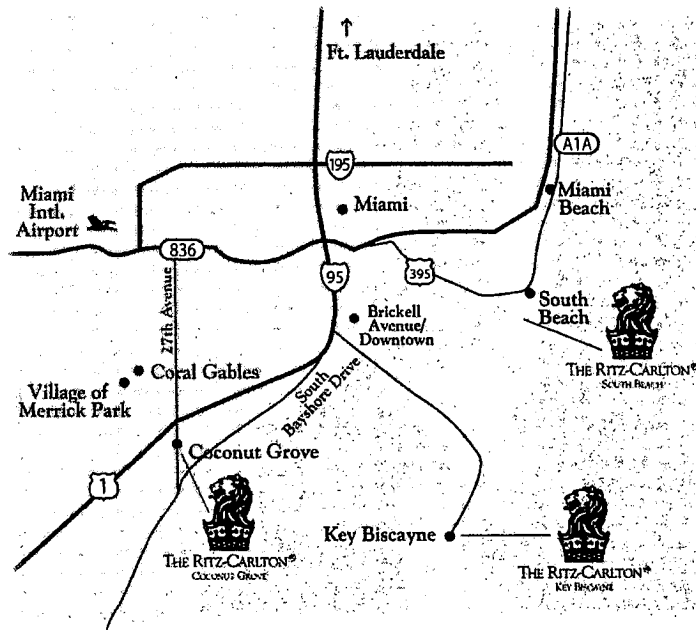 ↑
Ft. Lauderdale
A1A
195
Miami
Intl.
Airport
Miami
Miami
Beach
836
395
95
27th Avenue
South
Beach
Brickell
Avenue/
Downtown
THE RITZ-CARLTON®
SOUTH BEACH
Coral Gables
Village of
Merrick Park
South
Bayshore Drive
Coconut Grove
1
Key Biscayne
THE RITZ-CARLTON®
COCONUT GROVE
THE RITZ-CARLTON®
KEY BISCAYNE